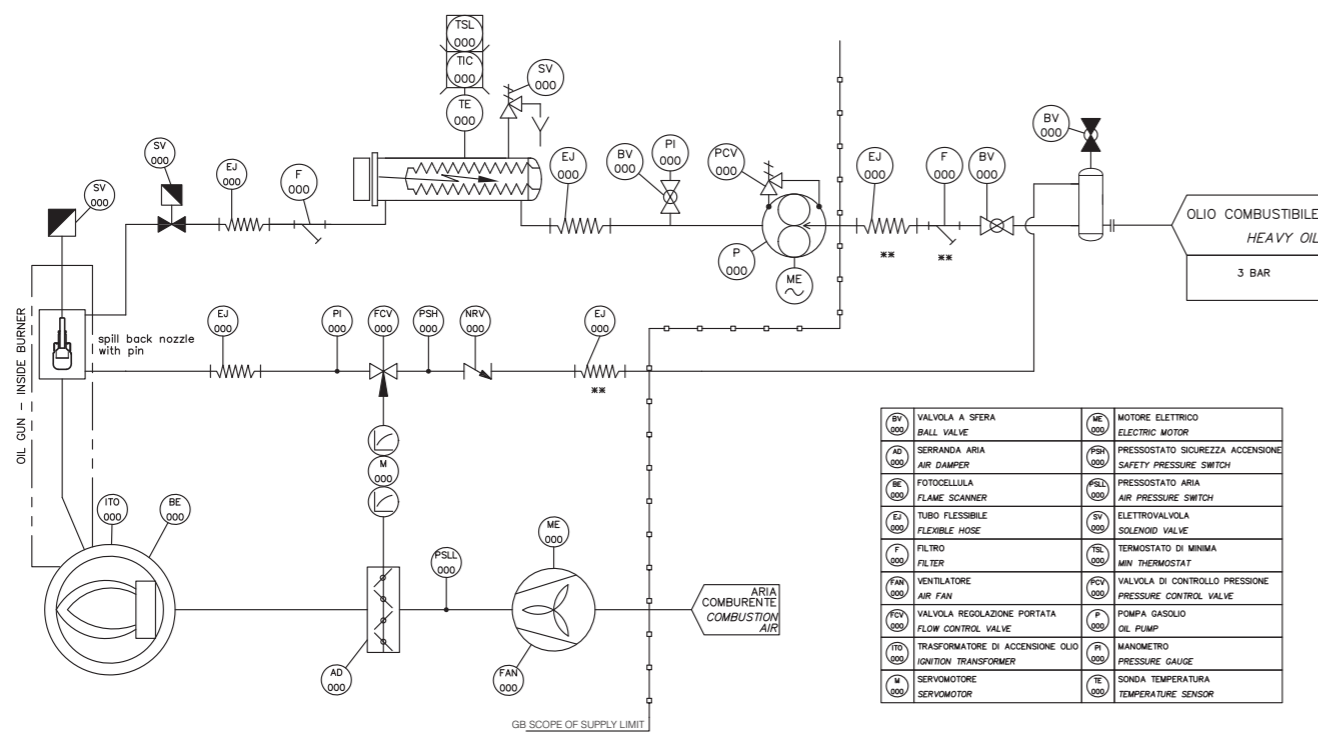 TSL
000
TIC
000
TE
000
SV
000
SV
000
SV
000
EJ
000
F
000
EJ
000
BV
000
PI
000
PCV
000
P
000
ME
EJ
000
**
F
000
**
BV
000
BV
000
OLIO COMBUSTIBILE
HEAVY OIL
3 BAR
OIL GUN - INSIDE BURNER
spill back nozzle
with pin
EJ
000
PI
000
FCV
000
PSH
000
NRV
000
EJ
000
**
M
000
ITO
000
BE
000
AD
000
PSLL
000
ME
000
FAN
000
ARIA
COMBURENTE
COMBUSTION
AIR
GB SCOPE OF SUPPLY LIMIT
BV
000
VALVOLA A SFERA
BALL VALVE
ME
000
MOTORE ELETTRICO
ELECTRIC MOTOR
AD
000
SERRANDA ARIA
AIR DAMPER
PSH
000
PRESSOSTATO SICUREZZA ACCENSIONE
SAFETY PRESSURE SWITCH
BE
000
FOTOCELLULA
FLAME SCANNER
PSLL
000
PRESSOSTATO ARIA
AIR PRESSURE SWITCH
EJ
000
TUBO FLESSIBILE
FLEXIBLE HOSE
SV
000
ELETTROVALVOLA
SOLENOID VALVE
F
000
FILTRO
FILTER
TSL
000
TERMOSTATO DI MINIMA
MIN THERMOSTAT
FAN
000
VENTILATORE
AIR FAN
PCV
000
VALVOLA DI CONTROLLO PRESSIONE
PRESSURE CONTROL VALVE
FCV
000
VALVOLA REGOLAZIONE PORTATA
FLOW CONTROL VALVE
P
000
POMPA GASOLIO
OIL PUMP
ITO
000
TRASFORMATORE DI ACCENSIONE OLIO
IGNITION TRANSFORMER
PI
000
MANOMETRO
PRESSURE GAUGE
M
000
SERVOMOTORE
SERVOMOTOR
TE
000
SONDA TEMPERATURA
TEMPERATURE SENSOR